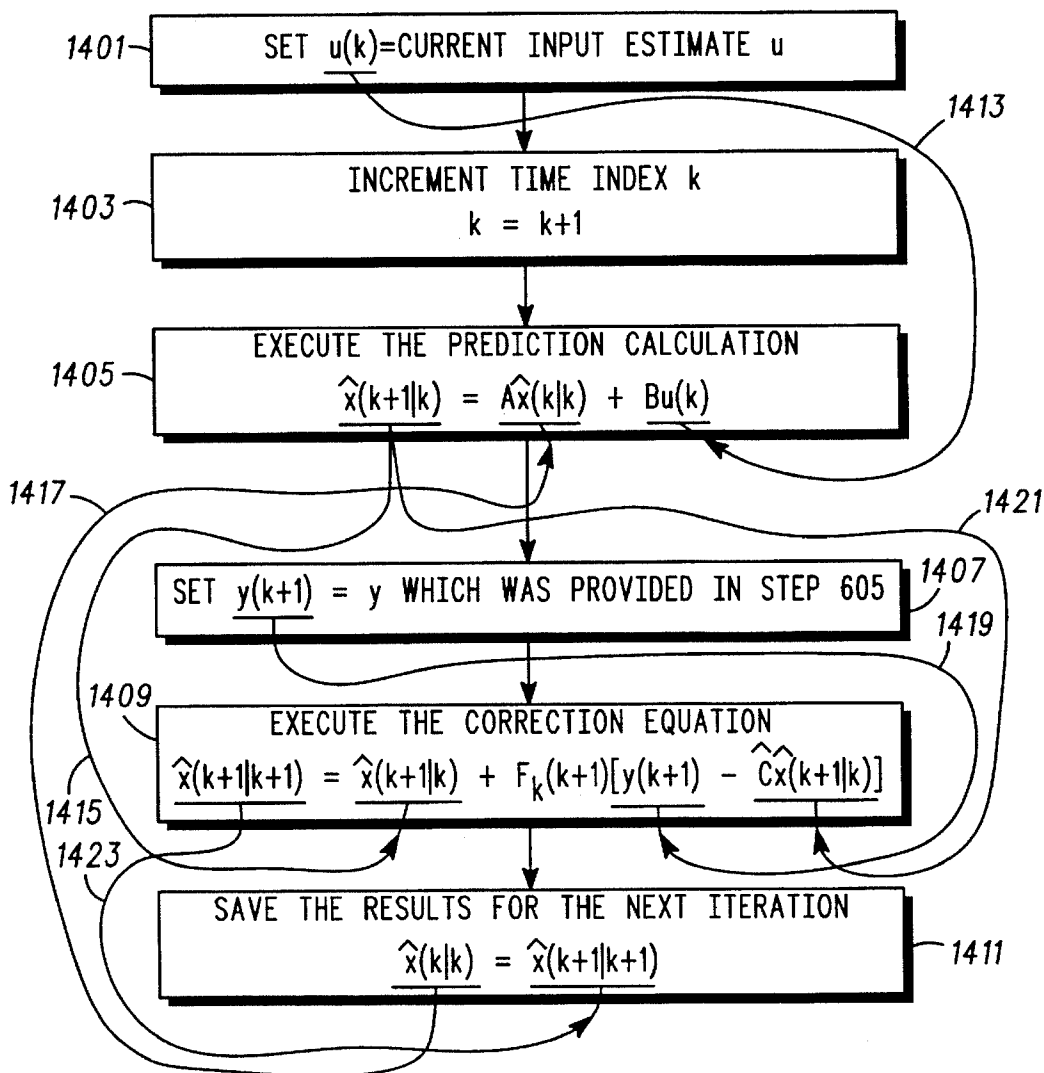 1401
SET u(k)=CURRENT INPUT ESTIMATE u
1413
1403
INCREMENT TIME INDEX k
k = k+1
1405
EXECUTE THE PREDICTION CALCULATION
x̂(k+1|k) = Ax̂(k|k) + Bu(k)
1417
1421
SET y(k+1) = y WHICH WAS PROVIDED IN STEP 605
1407
1419
1409
EXECUTE THE CORRECTION EQUATION
x̂(k+1|k+1) = x̂(k+1|k) + Fₖ(k+1)[y(k+1) - Ĉx̂(k+1|k)]
1415
1423
SAVE THE RESULTS FOR THE NEXT ITERATION
x̂(k|k) = x̂(k+1|k+1)
1411